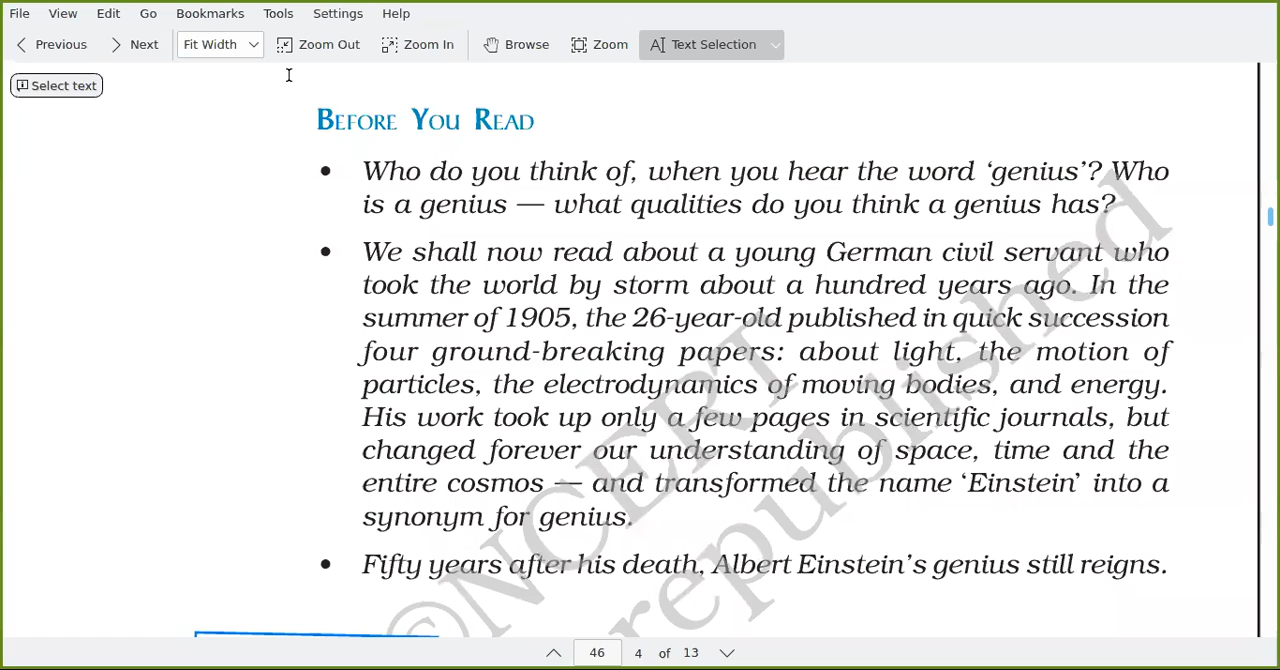 File View Edit Go Bookmarks Tools Settings Help
Previous Next Fit Width Zoom Out Zoom In Browse Zoom Text Selection
Select text
BEFORE YOU READ
• Who do you think of, when you hear the word ‘genius’? Who
is a genius — what qualities do you think a genius has?
• We shall now read about a young German civil servant who
took the world by storm about a hundred years ago. In the
summer of 1905, the 26-year-old published in quick succession
four ground-breaking papers: about light, the motion of
particles, the electrodynamics of moving bodies, and energy.
His work took up only a few pages in scientific journals, but
changed forever our understanding of space, time and the
entire cosmos — and transformed the name ‘Einstein’ into a
synonym for genius.
• Fifty years after his death, Albert Einstein’s genius still reigns.
©NCERT
republished
46 4 of 13